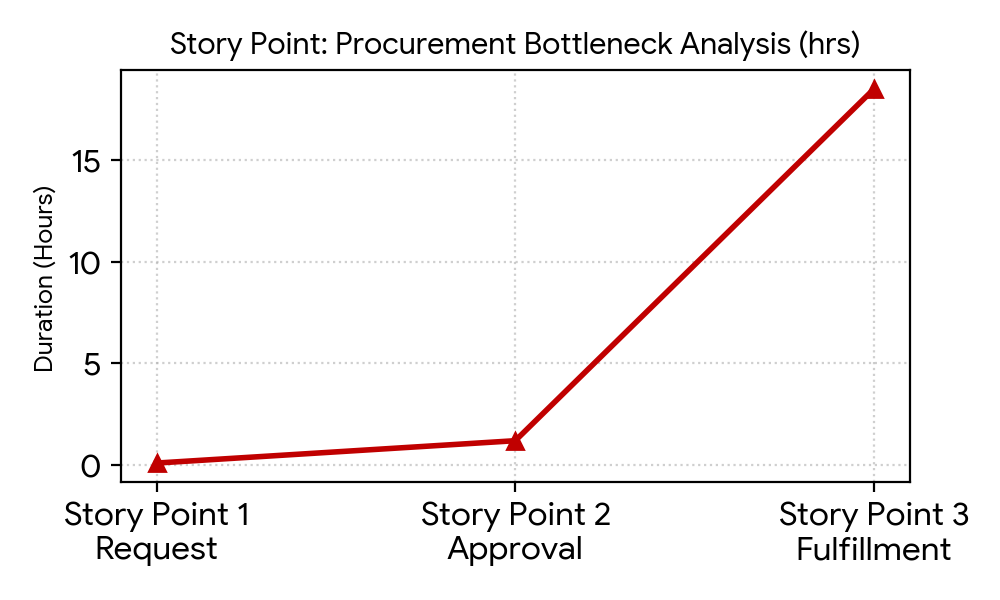 Story Point: Procurement Bottleneck Analysis (hrs)
Duration (Hours)
15
10
5
0
Story Point 1
Request
Story Point 2
Approval
Story Point 3
Fulfillment